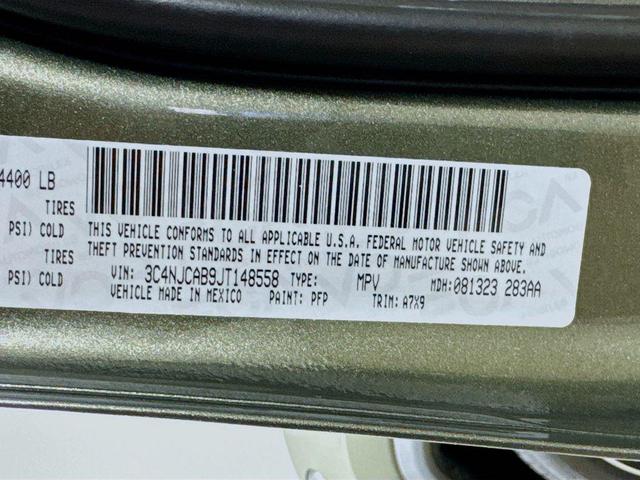 4400 LB
TIRES
PSI) COLD
TIRES
PSI) COLD
THIS VEHICLE CONFORMS TO ALL APPLICABLE U.S.A. FEDERAL MOTOR VEHICLE SAFETY AND
THEFT PREVENTION STANDARDS IN EFFECT ON THE DATE OF MANUFACTURE SHOWN ABOVE.
VIN: 3C4NJCAB9JT148558 TYPE: MPV MDH:081323 283AA
VEHICLE MADE IN MEXICO PAINT: PFP TRIM: A7X9